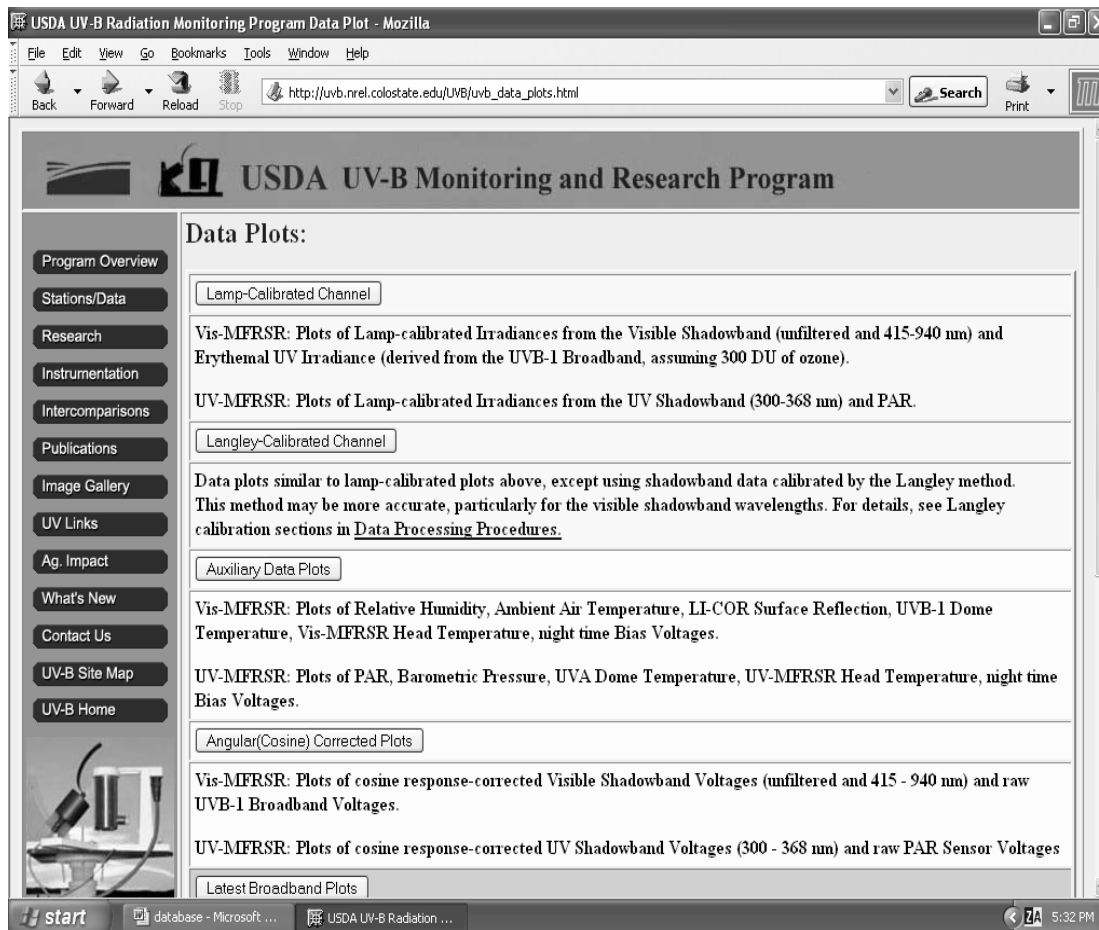 USDA UV-B Radiation Monitoring Program Data Plot - Mozilla
File Edit View Go Bookmarks Tools Window Help
Back Forward Reload Stop http://uvb.nrel.colostate.edu/UVB/uvb_data_plots.html Search Print
USDA UV-B Monitoring and Research Program
Program Overview
Stations/Data
Research
Instrumentation
Intercomparisons
Publications
Image Gallery
UV Links
Ag. Impact
What's New
Contact Us
UV-B Site Map
UV-B Home
Data Plots:
Lamp-Calibrated Channel
Vis-MFRSR: Plots of Lamp-calibrated Irradiances from the Visible Shadowband (unfiltered and 415-940 nm) and
Erythemal UV Irradiance (derived from the UVB-1 Broadband, assuming 300 DU of ozone).
UV-MFRSR: Plots of Lamp-calibrated Irradiances from the UV Shadowband (300-368 nm) and PAR.
Langley-Calibrated Channel
Data plots similar to lamp-calibrated plots above, except using shadowband data calibrated by the Langley method.
This method may be more accurate, particularly for the visible shadowband wavelengths. For details, see Langley
calibration sections in Data Processing Procedures.
Auxiliary Data Plots
Vis-MFRSR: Plots of Relative Humidity, Ambient Air Temperature, LI-COR Surface Reflection, UVB-1 Dome
Temperature, Vis-MFRSR Head Temperature, night time Bias Voltages.
UV-MFRSR: Plots of PAR, Barometric Pressure, UVA Dome Temperature, UV-MFRSR Head Temperature, night time
Bias Voltages.
Angular(Cosine) Corrected Plots
Vis-MFRSR: Plots of cosine response-corrected Visible Shadowband Voltages (unfiltered and 415 - 940 nm) and raw
UVB-1 Broadband Voltages.
UV-MFRSR: Plots of cosine response-corrected UV Shadowband Voltages (300 - 368 nm) and raw PAR Sensor Voltages
Latest Broadband Plots
start database - Microsoft ... USDA UV-B Radiation ... 5:32 PM